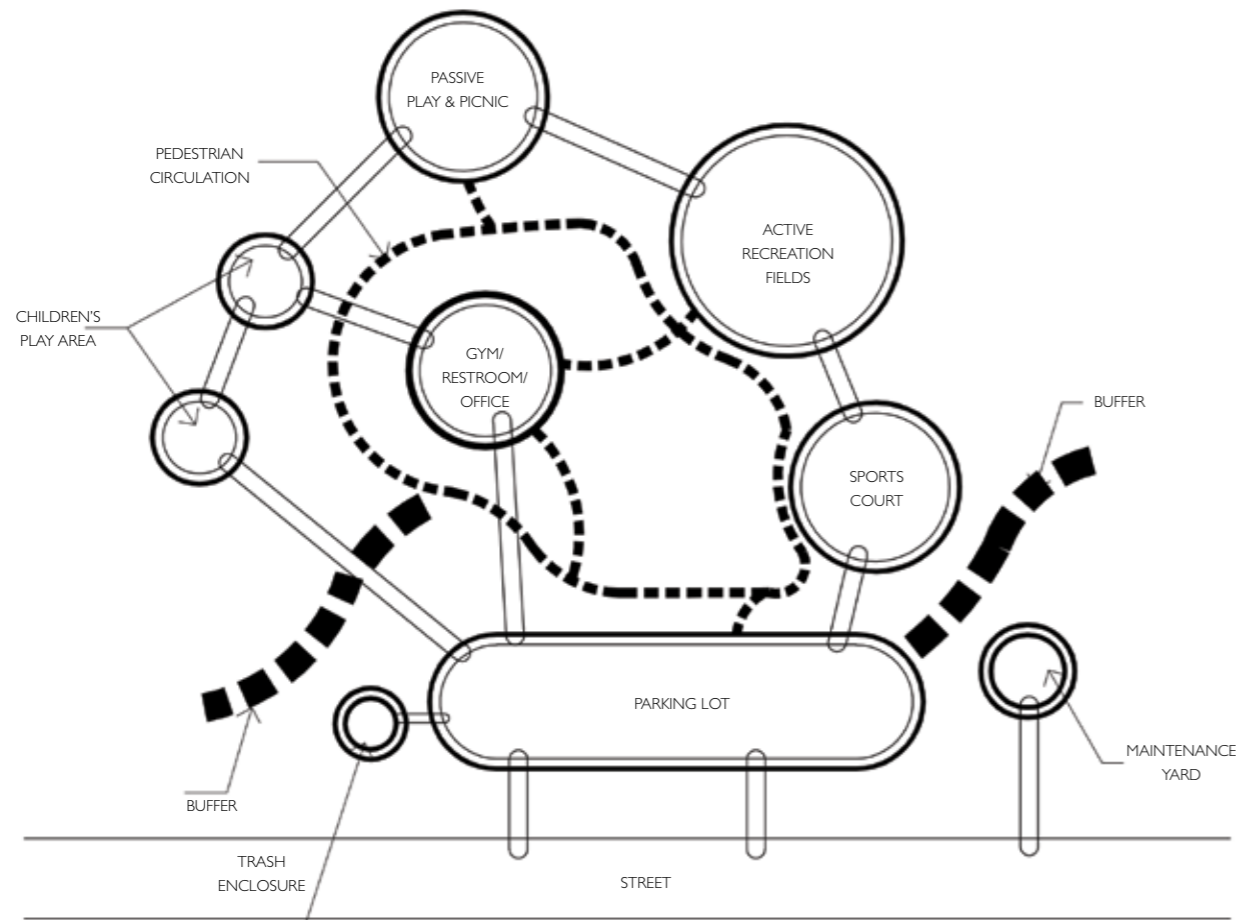 PASSIVE
PLAY & PICNIC
PEDESTRIAN
CIRCULATION
ACTIVE
RECREATION
FIELDS
CHILDREN'S
PLAY AREA
GYM/
RESTROOM/
OFFICE
BUFFER
SPORTS
COURT
PARKING LOT
MAINTENANCE
YARD
BUFFER
TRASH
ENCLOSURE
STREET